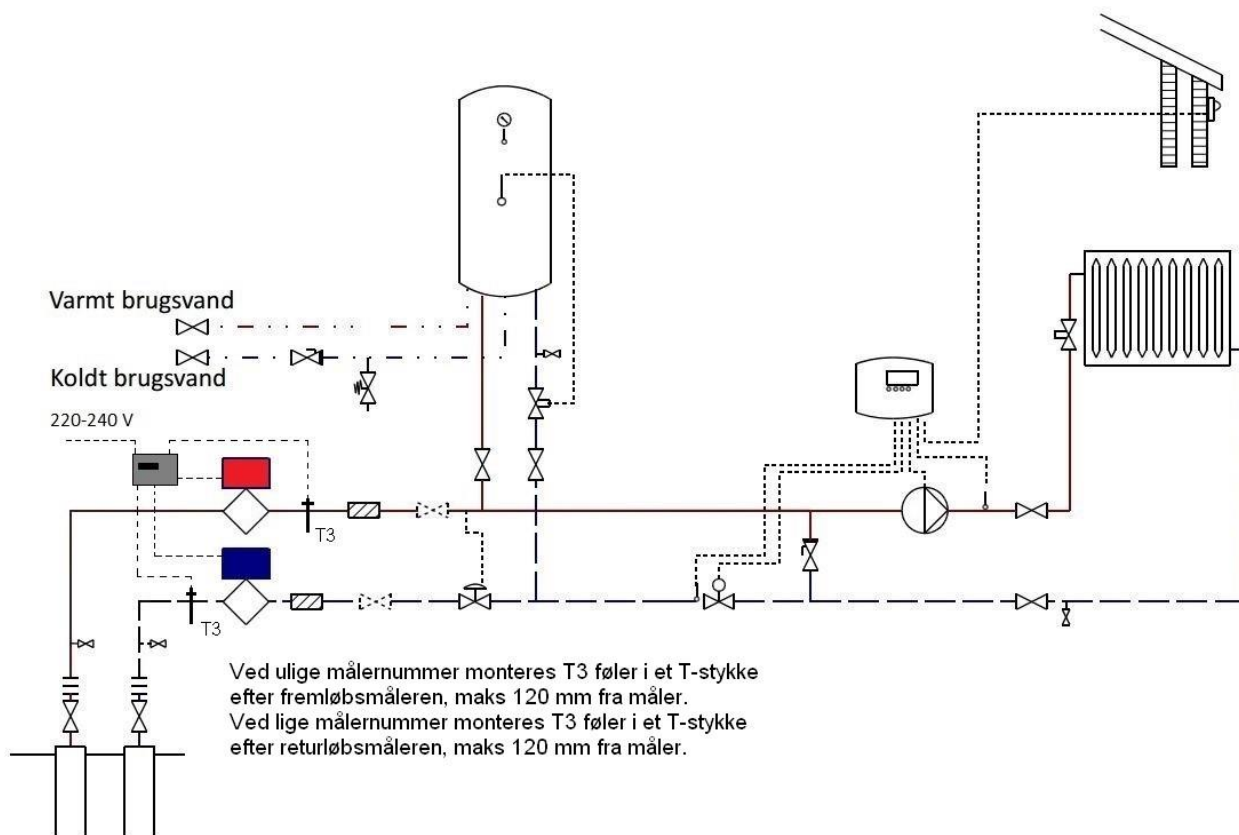 Varmt brugsvand
Koldt brugsvand
220-240 V
T3
T3
Ved ulige målernummer monteres T3 føler i et T-stykke
efter fremløbsmåleren, maks 120 mm fra måler.
Ved lige målernummer monteres T3 føler i et T-stykke
efter returløbsmåleren, maks 120 mm fra måler.